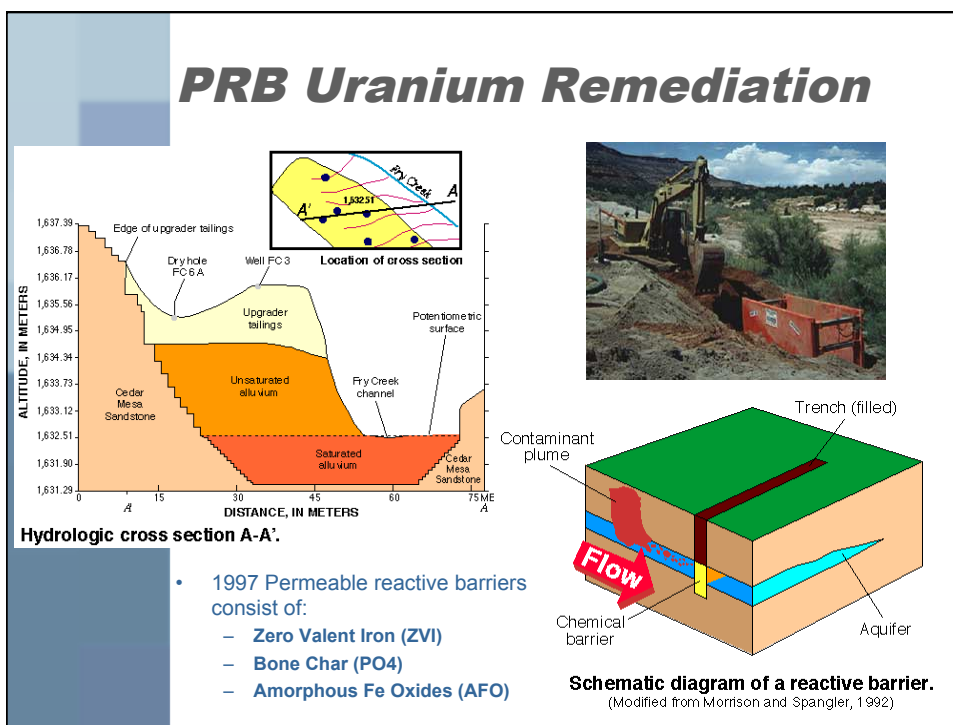 PRB Uranium Remediation
Fry Creek
A
A'
1,532.51
Location of cross section
1,637.39
1,636.78
1,636.17
1,635.56
1,634.95
1,634.34
1,633.73
1,633.12
1,632.51
1,631.90
1,631.29
ALTITUDE, IN METERS
Edge of upgrader tailings
Dry hole
FC 6 A
Well FC 3
Upgrader
tailings
Potentiometric
surface
Unsaturated
alluvium
Fry Creek
channel
Cedar
Mesa
Sandstone
Saturated
alluvium
Cedar
Mesa
Sandstone
0 15 30 45 60 75 ME
A' A
DISTANCE, IN METERS
Hydrologic cross section A-A'.
• 1997 Permeable reactive barriers
consist of:
– Zero Valent Iron (ZVI)
– Bone Char (PO4)
– Amorphous Fe Oxides (AFO)
Trench (filled)
Contaminant
plume
Flow
Chemical
barrier
Aquifer
Schematic diagram of a reactive barrier.
(Modified from Morrison and Spangler, 1992)